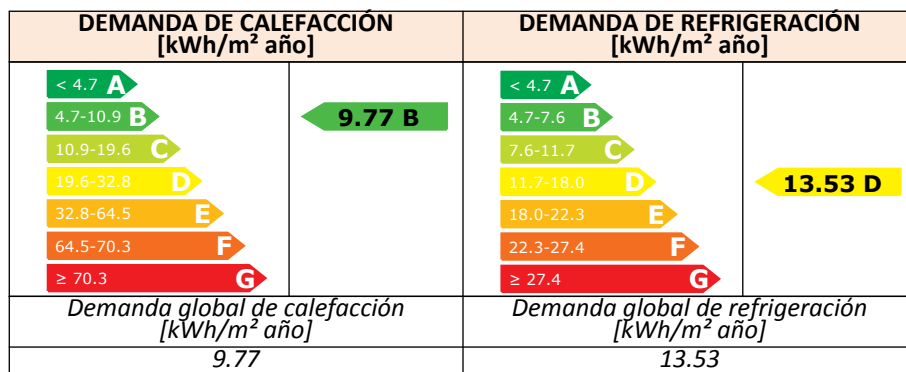 DEMANDA DE CALEFACCIÓN
[kWh/m² año]
< 4.7 A
4.7-10.9 B
10.9-19.6 C
19.6-32.8 D
32.8-64.5 E
64.5-70.3 F
≥ 70.3 G
9.77 B
Demanda global de calefacción
[kWh/m² año]
9.77
DEMANDA DE REFRIGERACIÓN
[kWh/m² año]
< 4.7 A
4.7-7.6 B
7.6-11.7 C
11.7-18.0 D
18.0-22.3 E
22.3-27.4 F
≥ 27.4 G
13.53 D
Demanda global de refrigeración
[kWh/m² año]
13.53